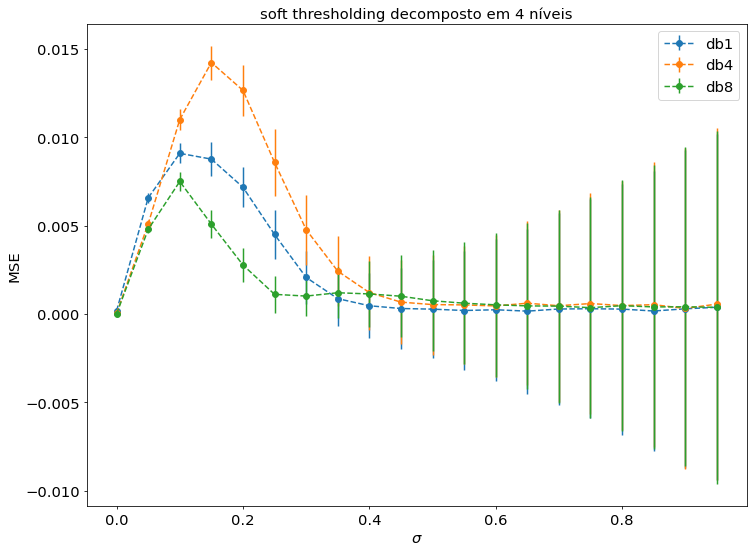 soft thresholding decomposto em 4 níveis
db1
db4
db8
MSE
0.015
0.010
0.005
0.000
−0.005
−0.010
0.0 0.2 0.4 0.6 0.8
σ